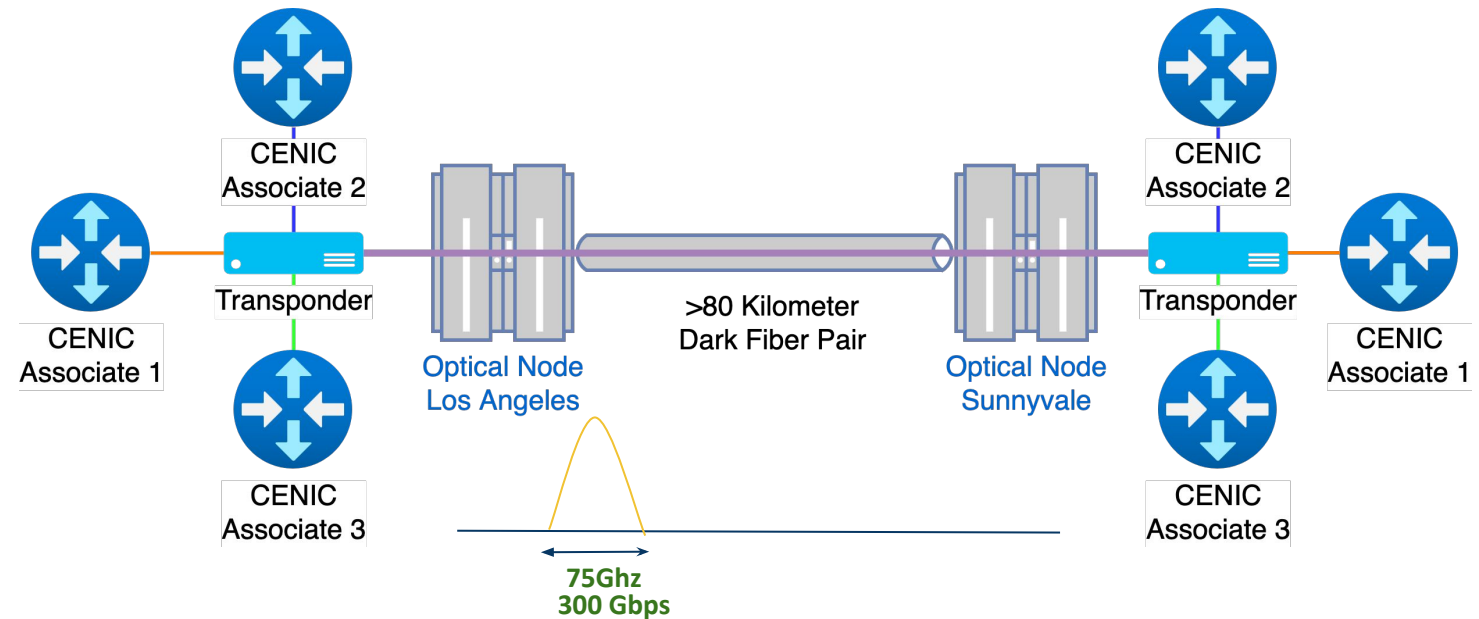 CENIC
Associate 2
CENIC
Associate 2
CENIC
Associate 1
Transponder
>80 Kilometer
Dark Fiber Pair
Transponder
CENIC
Associate 1
Optical Node
Los Angeles
Optical Node
Sunnyvale
CENIC
Associate 3
CENIC
Associate 3
75Ghz
300 Gbps